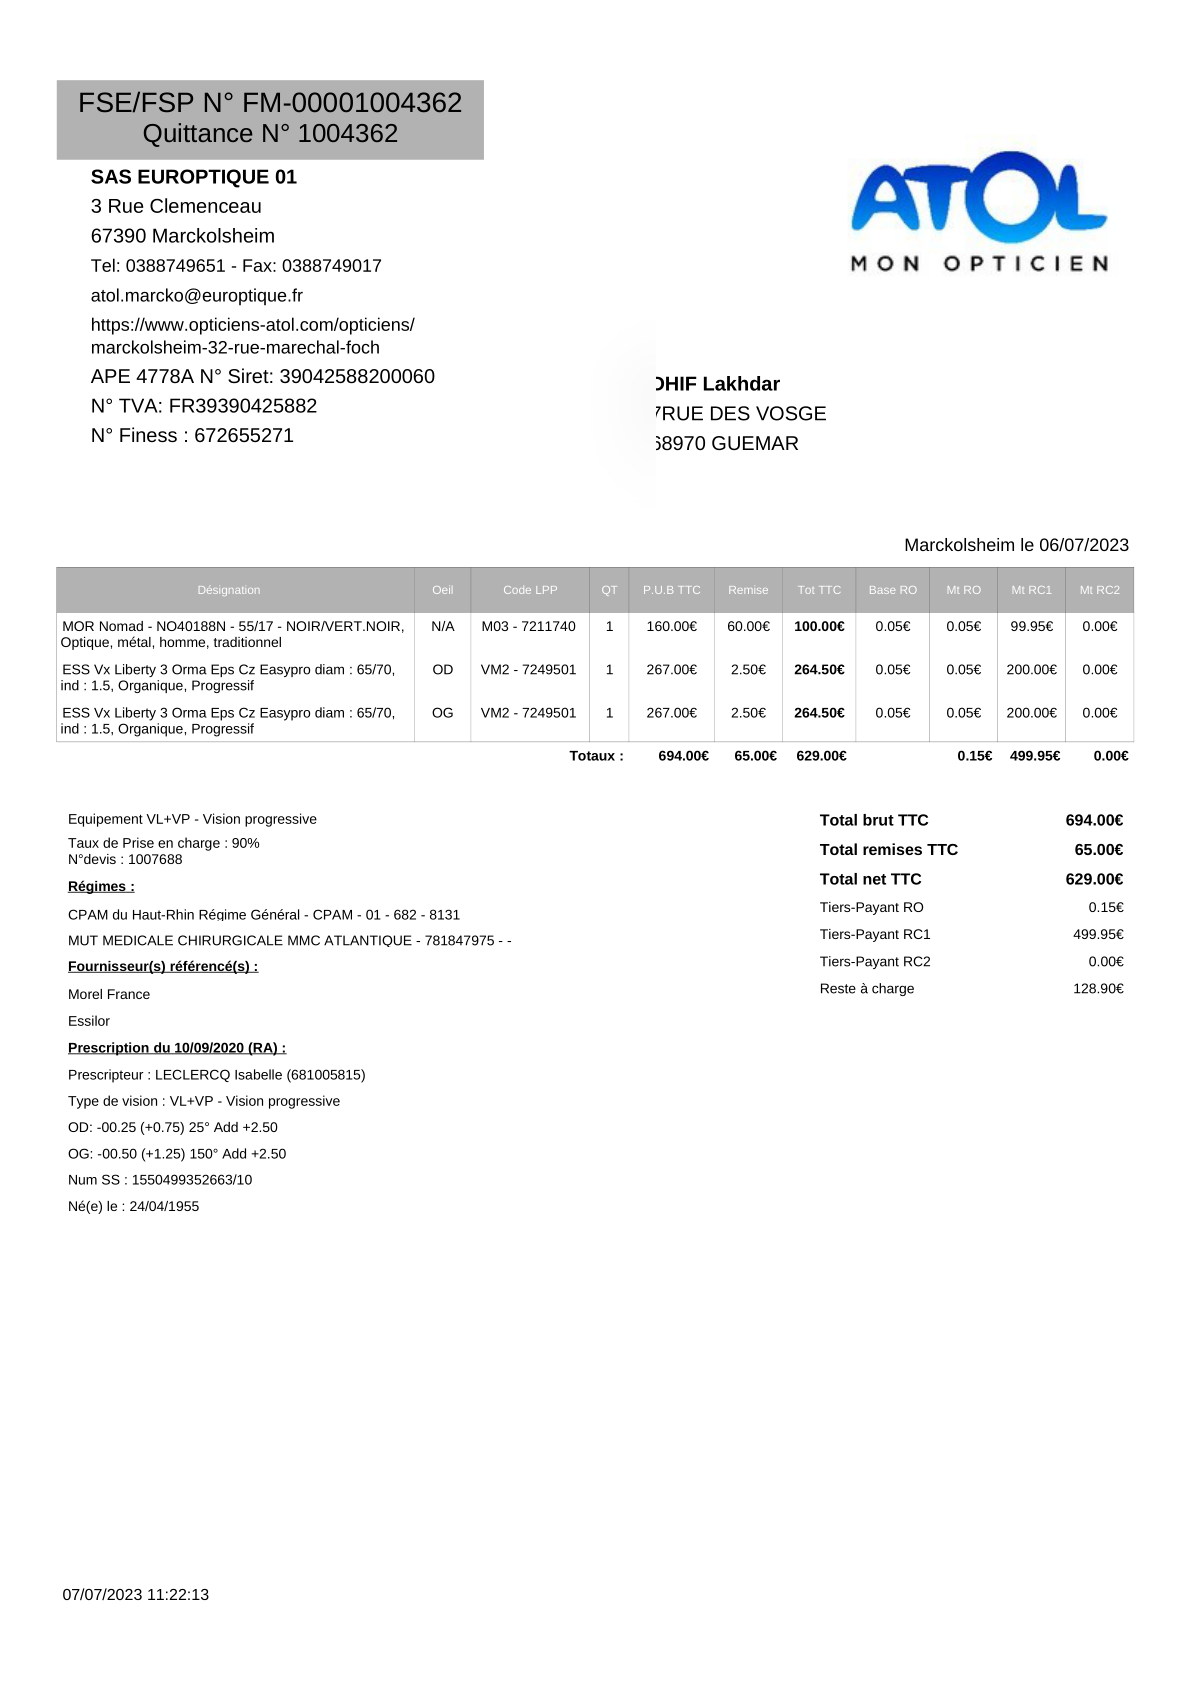 FSE/FSP N° FM-00001004362
Quittance N° 1004362
SAS EUROPTIQUE 01
3 Rue Clemenceau
67390 Marckolsheim
Tel: 0388749651 - Fax: 0388749017
atol.marcko@europtique.fr
https://www.opticiens-atol.com/opticiens/
marckolsheim-32-rue-marechal-foch
APE 4778A N° Siret: 39042588200060
N° TVA: FR39390425882
N° Finess : 672655271
ATOL
MON OPTICIEN
Lakhdar
RUE DES VOSGE
68970 GUEMAR
Marckolsheim le 06/07/2023
Désignation Oeil Code LPP QT P.U.B TTC Remise Tot TTC Base RO Mt RO Mt RC1 Mt RC2
MOR Nomad - NO40188N - 55/17 - NOIR/VERT.NOIR, N/A M03 - 7211740 1 160.00€ 60.00€ 100.00€ 0.05€ 0.05€ 99.95€ 0.00€
Optique, métal, homme, traditionnel
ESS Vx Liberty 3 Orma Eps Cz Easypro diam : 65/70, OD VM2 - 7249501 1 267.00€ 2.50€ 264.50€ 0.05€ 0.05€ 200.00€ 0.00€
ind : 1.5, Organique, Progressif
ESS Vx Liberty 3 Orma Eps Cz Easypro diam : 65/70, OG VM2 - 7249501 1 267.00€ 2.50€ 264.50€ 0.05€ 0.05€ 200.00€ 0.00€
ind : 1.5, Organique, Progressif
Totaux : 694.00€ 65.00€ 629.00€ 0.15€ 499.95€ 0.00€
Equipement VL+VP - Vision progressive
Taux de Prise en charge : 90%
N°devis : 1007688
Régimes :
CPAM du Haut-Rhin Régime Général - CPAM - 01 - 682 - 8131
MUT MEDICALE CHIRURGICALE MMC ATLANTIQUE - 781847975 - -
Fournisseur(s) référencé(s) :
Morel France
Essilor
Prescription du 10/09/2020 (RA) :
Prescripteur : LECLERCQ Isabelle (681005815)
Type de vision : VL+VP - Vision progressive
OD: -00.25 (+0.75) 25° Add +2.50
OG: -00.50 (+1.25) 150° Add +2.50
Num SS : 1550499352663/10
Né(e) le : 24/04/1955
Total brut TTC 694.00€
Total remises TTC 65.00€
Total net TTC 629.00€
Tiers-Payant RO 0.15€
Tiers-Payant RC1 499.95€
Tiers-Payant RC2 0.00€
Reste à charge 128.90€
07/07/2023 11:22:13